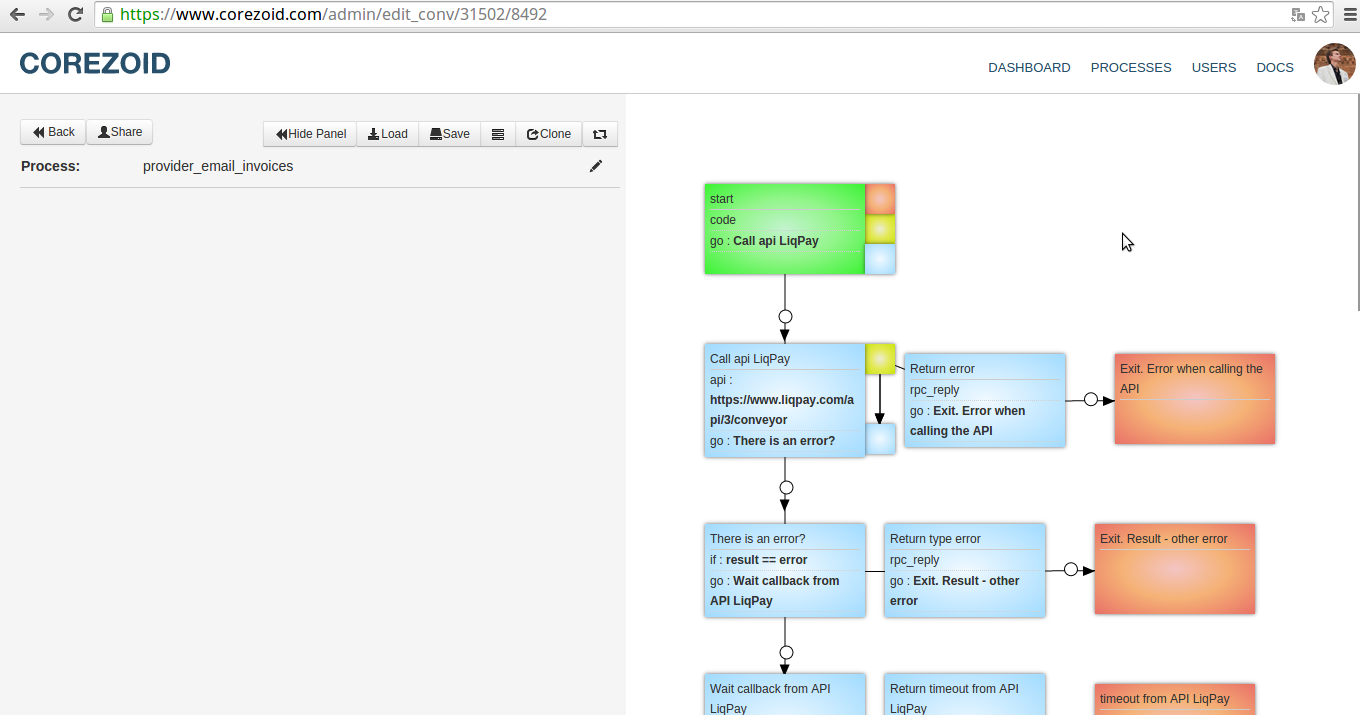 https://www.corezoid.com/admin/edit_conv/31502/8492
COREZOID
DASHBOARD PROCESSES USERS DOCS
Back Share Hide Panel Load Save Clone
Process: provider_email_invoices
start
code
go : Call api LiqPay
Call api LiqPay
api :
https://www.liqpay.com/a
pi/3/conveyor
go : There is an error?
Return error
rpc_reply
go : Exit. Error when
calling the API
Exit. Error when calling the
API
There is an error?
if : result == error
go : Wait callback from
API LiqPay
Return type error
rpc_reply
go : Exit. Result - other
error
Exit. Result - other error
Wait callback from API
LiqPay
Return timeout from API
LiqPay
timeout from API LiqPay